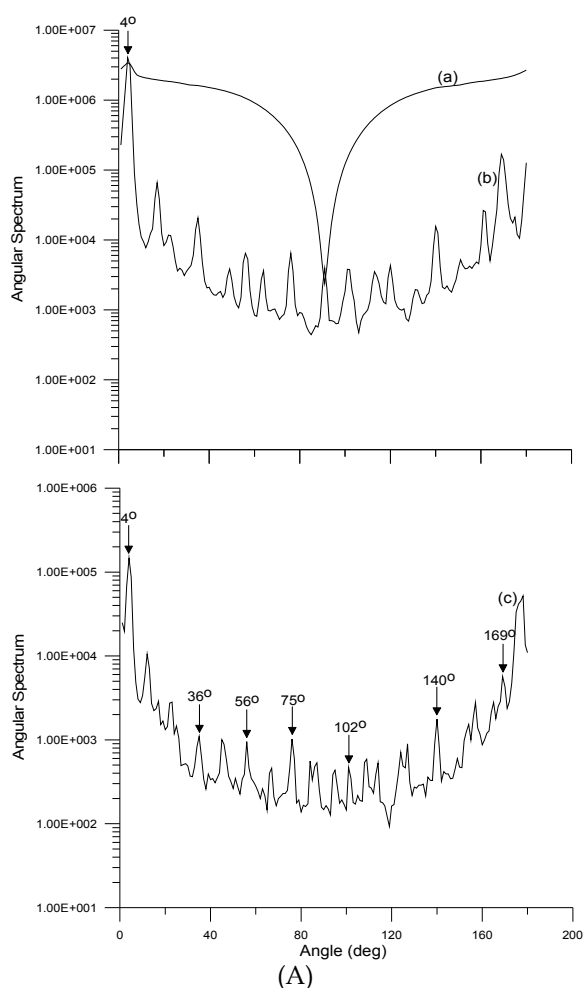 4o
1.00E+007
(a)
1.00E+006
1.00E+005
(b)
1.00E+004
1.00E+003
1.00E+002
1.00E+001
Angular Spectrum
1.00E+006
4o
1.00E+005
(c)
169o
1.00E+004
36o 56o 75o 140o
102o
1.00E+003
1.00E+002
1.00E+001
Angular Spectrum
0 40 80 120 160 200
Angle (deg)
(A)